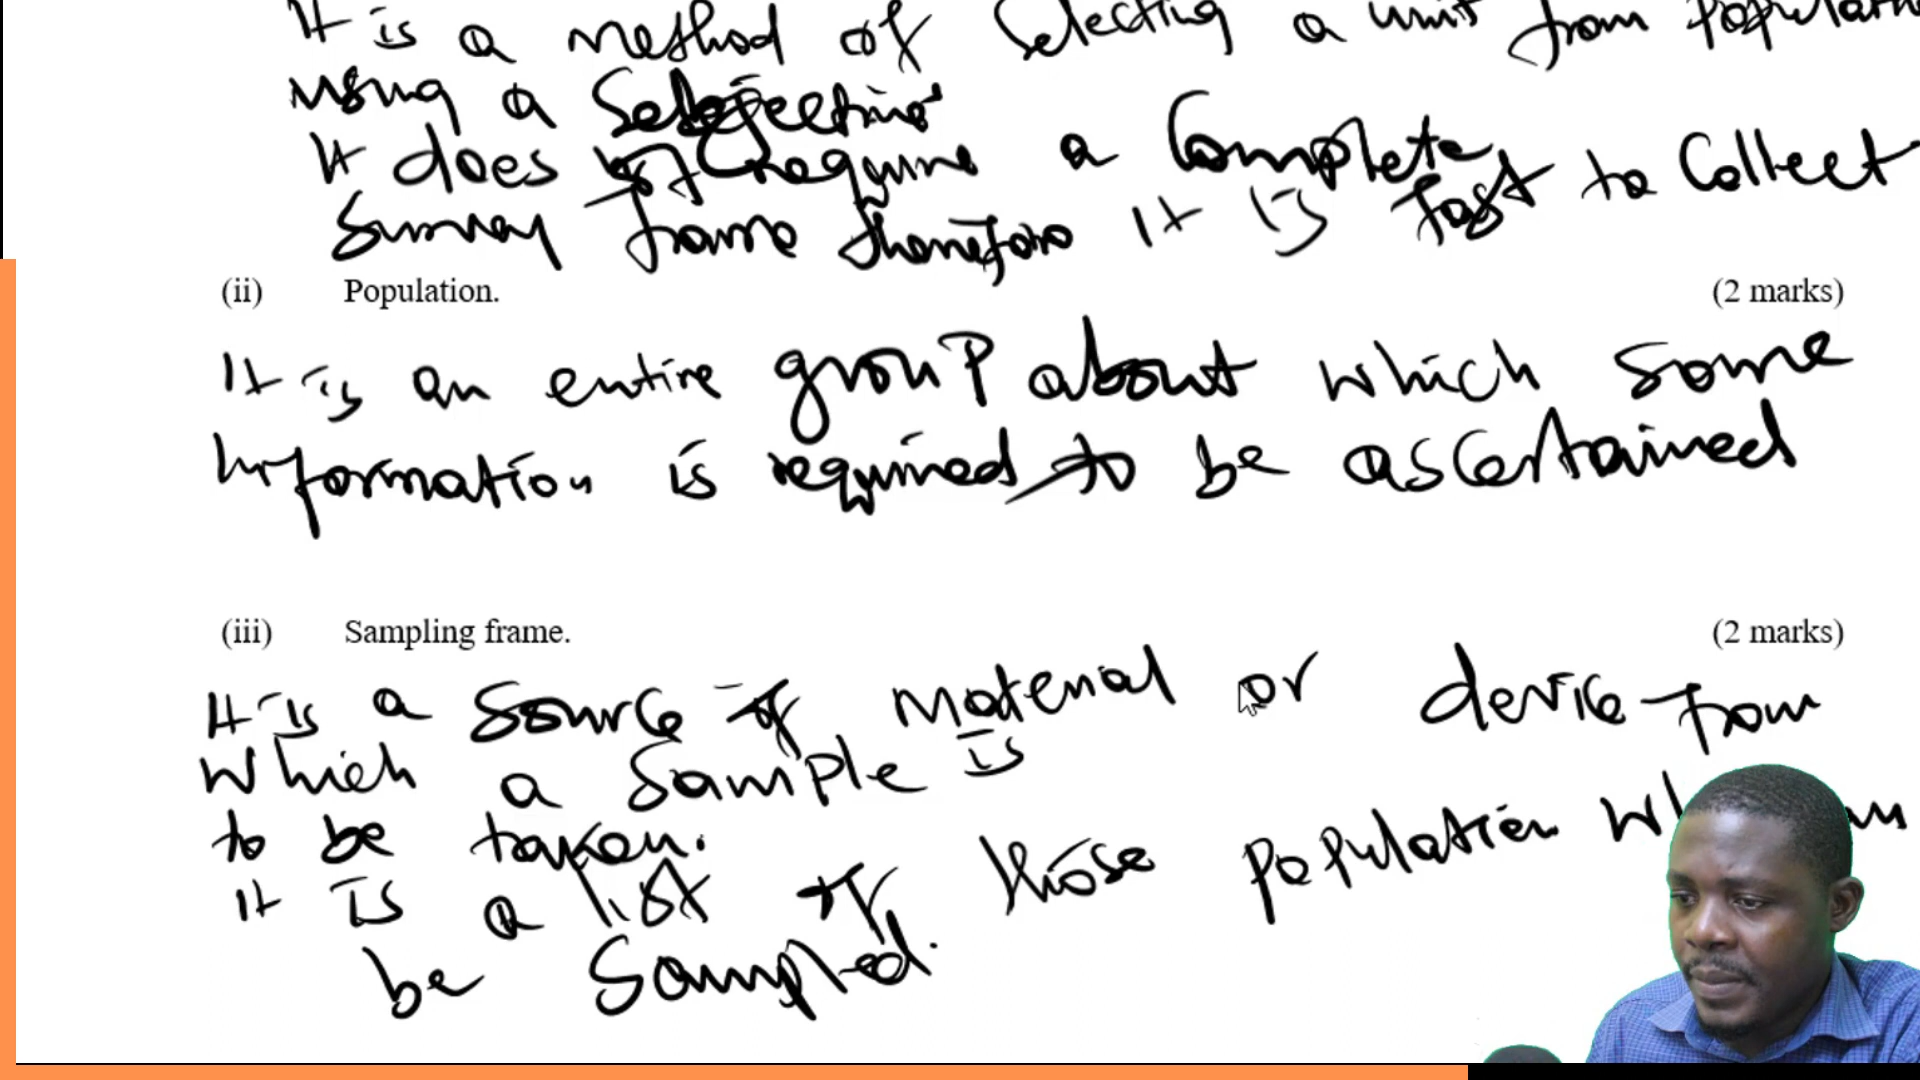 It is a method of Selecting a unit from
using a
It does not require a Complete
Survey frame therefore it is fast to Collect
(ii) Population. (2 marks)
It is an entire grouP about which some
Information is required to be ascertained
(iii) Sampling frame. (2 marks)
It is a source of material or device from
which a SamPle is
to be taken.
it is a list of those population
be Sampled.